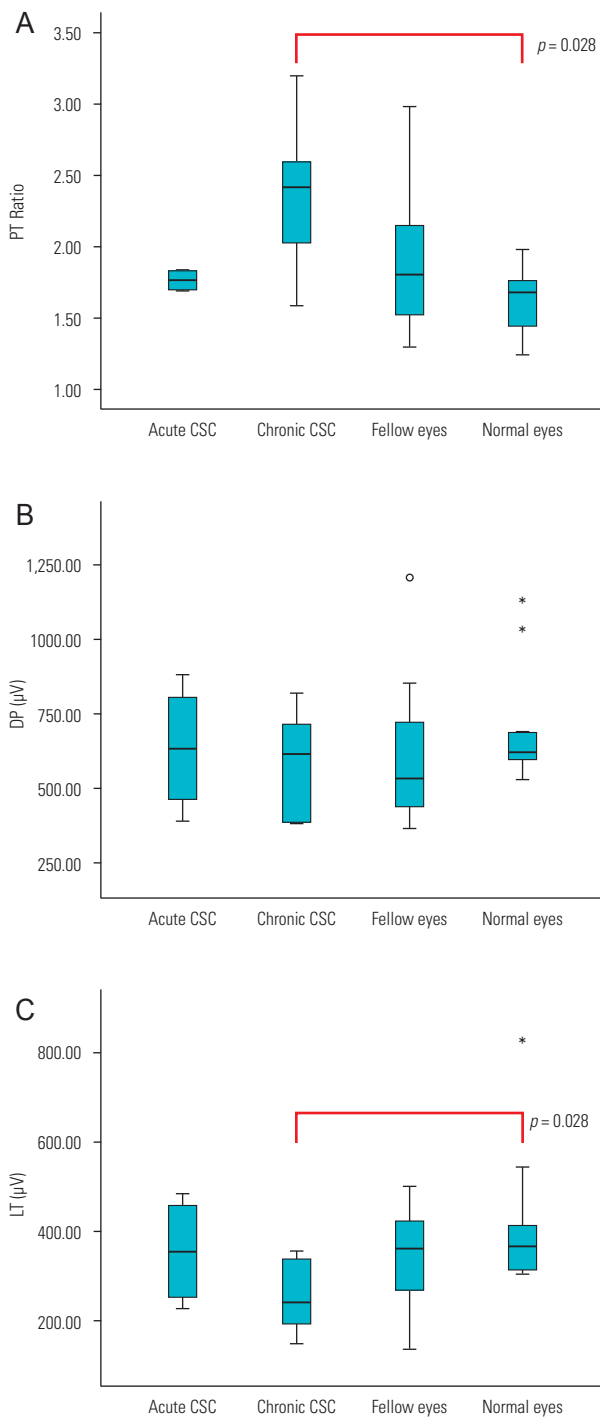 A
3.50
p = 0.028
3.00
2.50
PT Ratio
2.00
1.50
1.00
Acute CSC Chronic CSC Fellow eyes Normal eyes
B
1,250.00
1000.00
DP (µV)
750.00
500.00
250.00
Acute CSC Chronic CSC Fellow eyes Normal eyes
C
800.00
600.00
p = 0.028
LT (µV)
400.00
200.00
Acute CSC Chronic CSC Fellow eyes Normal eyes